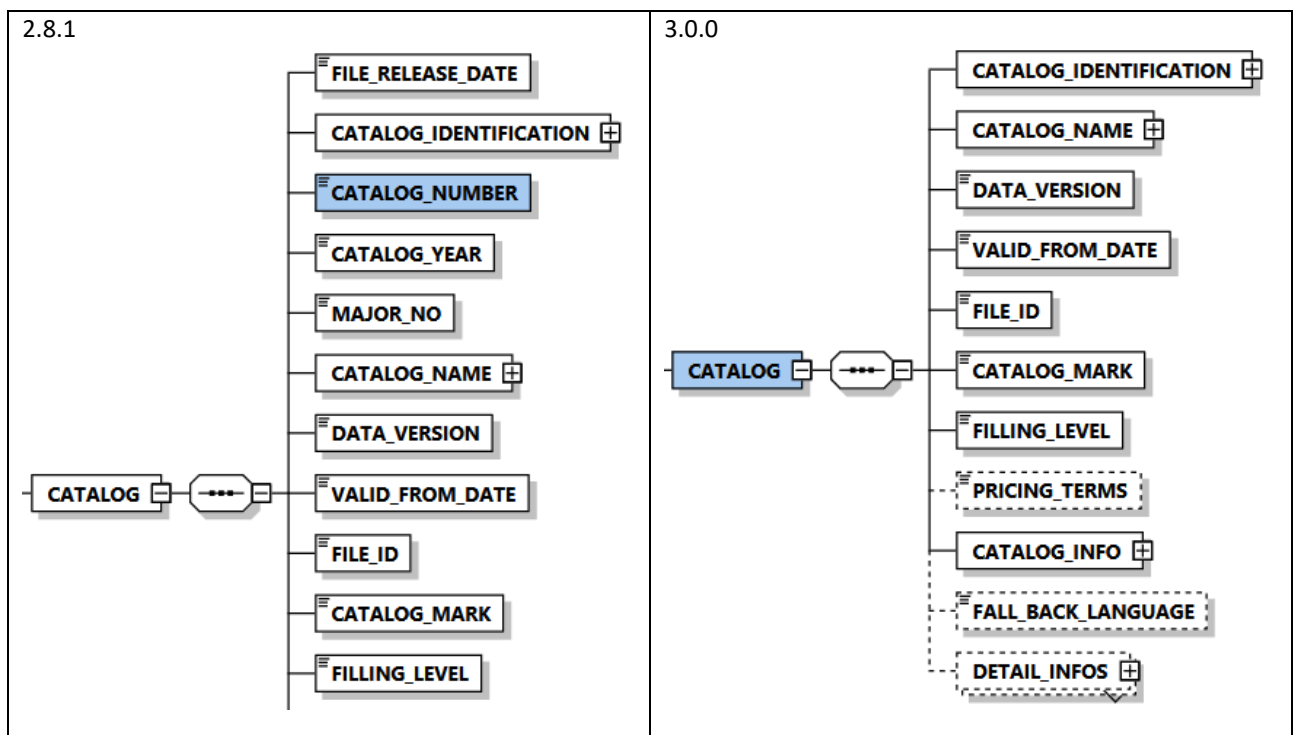 2.8.1
FILE_RELEASE_DATE
CATALOG_IDENTIFICATION
CATALOG_NUMBER
CATALOG_YEAR
MAJOR_NO
CATALOG_NAME
DATA_VERSION
CATALOG
VALID_FROM_DATE
FILE_ID
CATALOG_MARK
FILLING_LEVEL
3.0.0
CATALOG_IDENTIFICATION
CATALOG_NAME
DATA_VERSION
VALID_FROM_DATE
FILE_ID
CATALOG
CATALOG_MARK
FILLING_LEVEL
PRICING_TERMS
CATALOG_INFO
FALL_BACK_LANGUAGE
DETAIL_INFOS